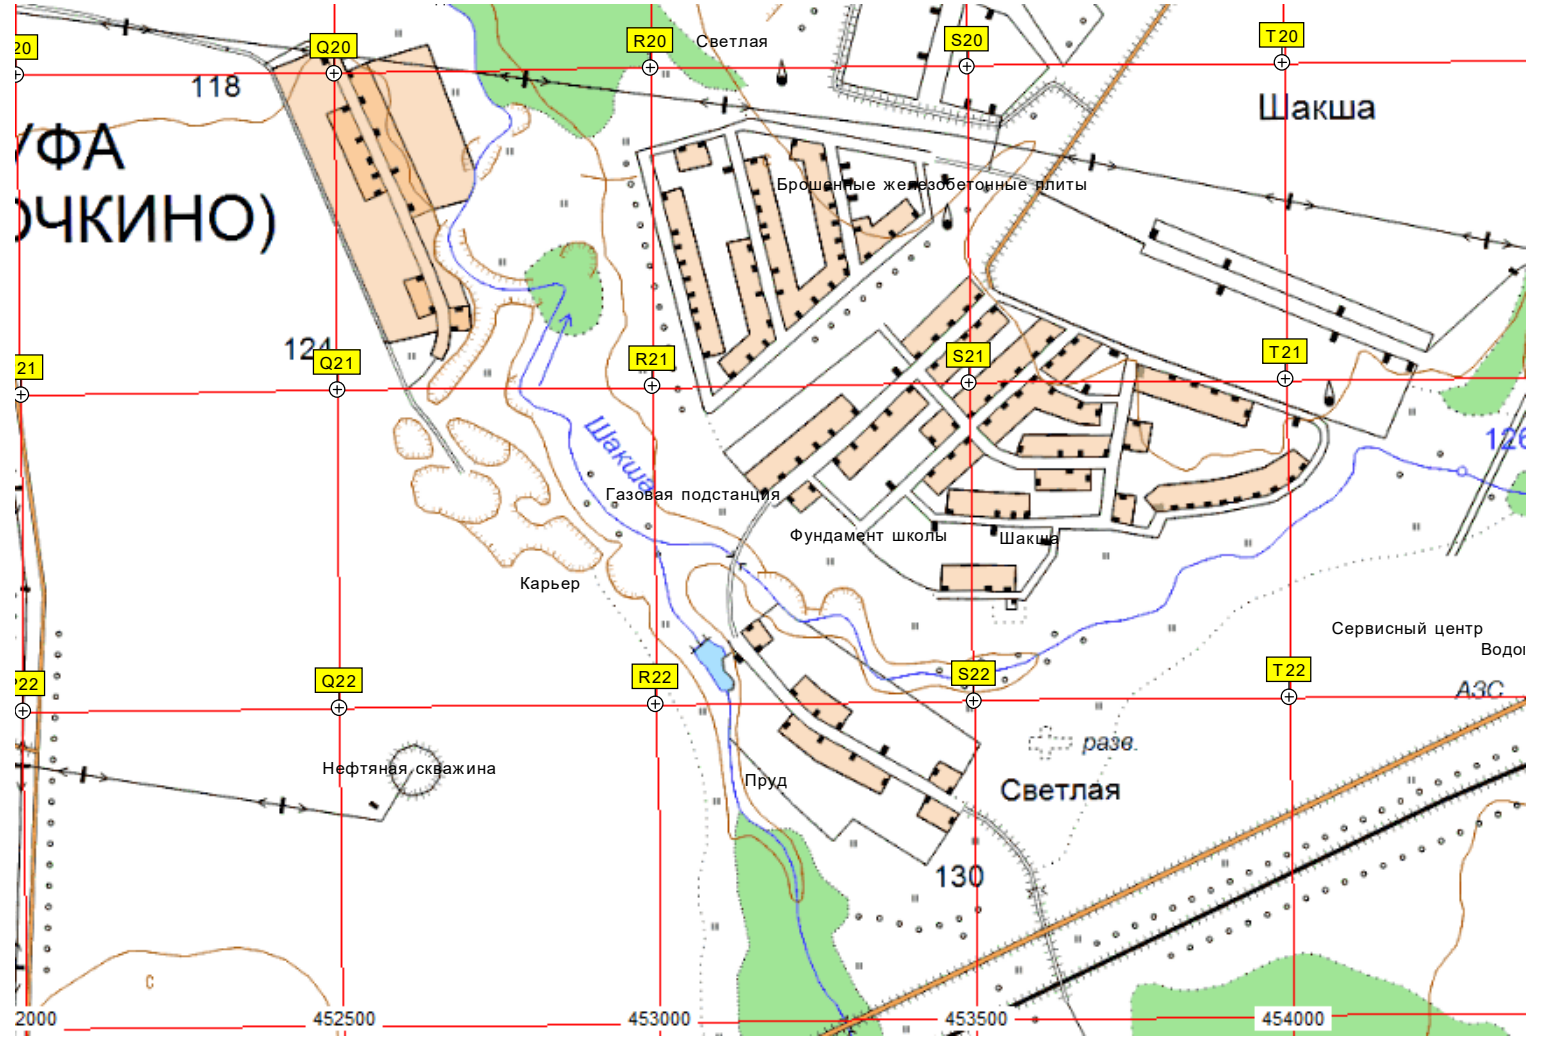 20
Q20
R20
Светлая
S20
T20
118
Шакша
УФА
Брошенные железобетонные плиты
ОЧКИНО)
124
21
Q21
R21
S21
T21
Шакша
126
Газовая подстанция
Фундамент школы
Шакша
Карьер
Сервисный центр
Водо
P22
Q22
R22
S22
T22
АЗС
разв.
Нефтяная скважина
Пруд
Светлая
130
С
2000
452500
453000
453500
454000